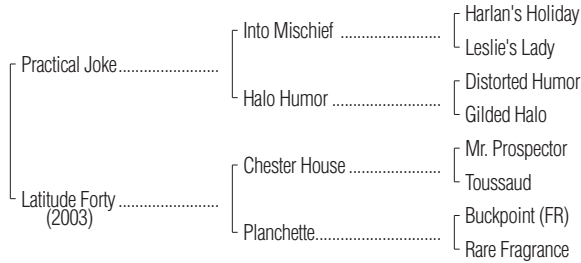 Harlan's Holiday
Into Mischief ....................
Leslie's Lady
Practical Joke....................
Distorted Humor
Halo Humor ......................
Gilded Halo
Mr. Prospector
Chester House ..................
Toussaud
Latitude Forty ....................
(2003)
Buckpoint (FR)
Planchette.........................
Rare Fragrance